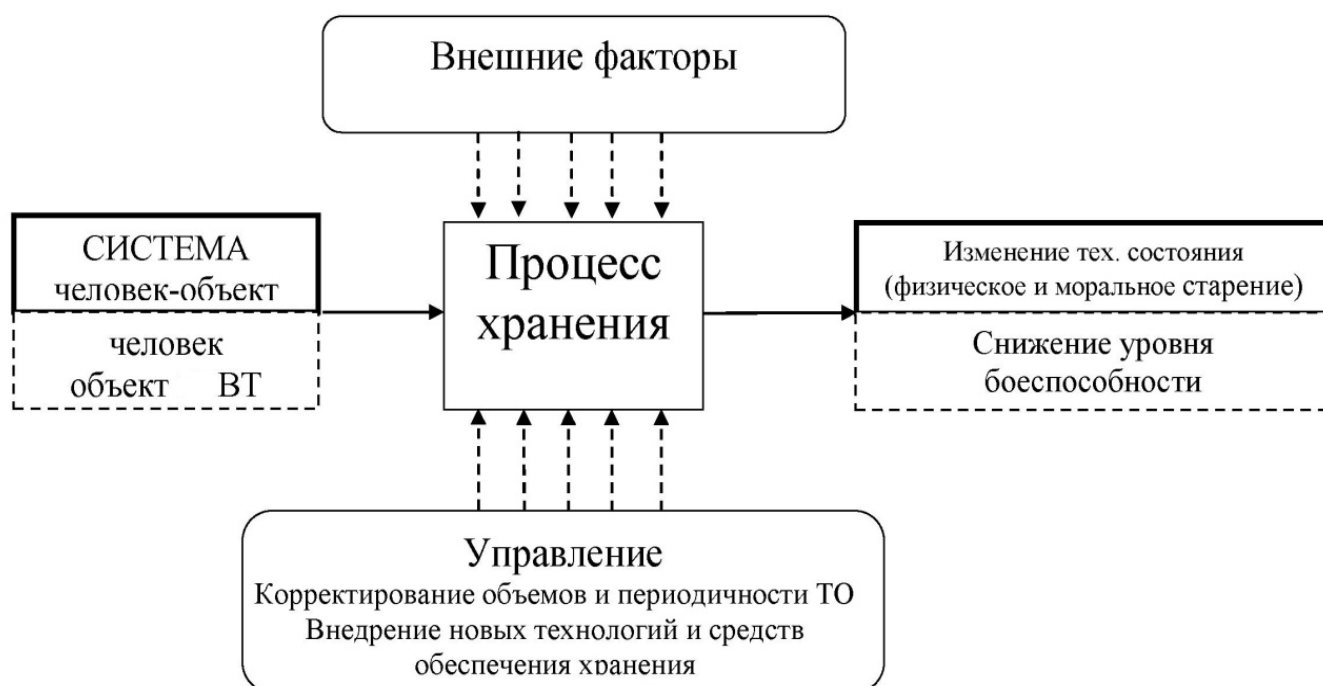 Внешние факторы
СИСТЕМА
человек-объект
человек
объект ВТ
Процесс
хранения
Изменение тех. состояния
(физическое и моральное старение)
Снижение уровня
боеспособности
Управление
Корректирование объемов и периодичности ТО
Внедрение новых технологий и средств
обеспечения хранения